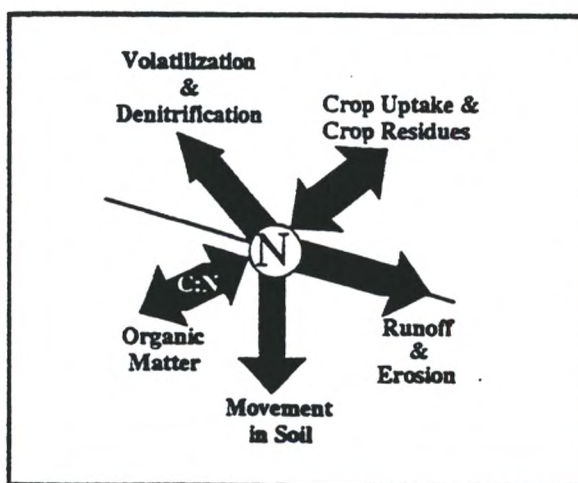 Volatilization
&
Denitrification
Crop Uptake &
Crop Residues
N
C:N
Organic
Matter
Runoff
&
Erosion
Movement
in Soil